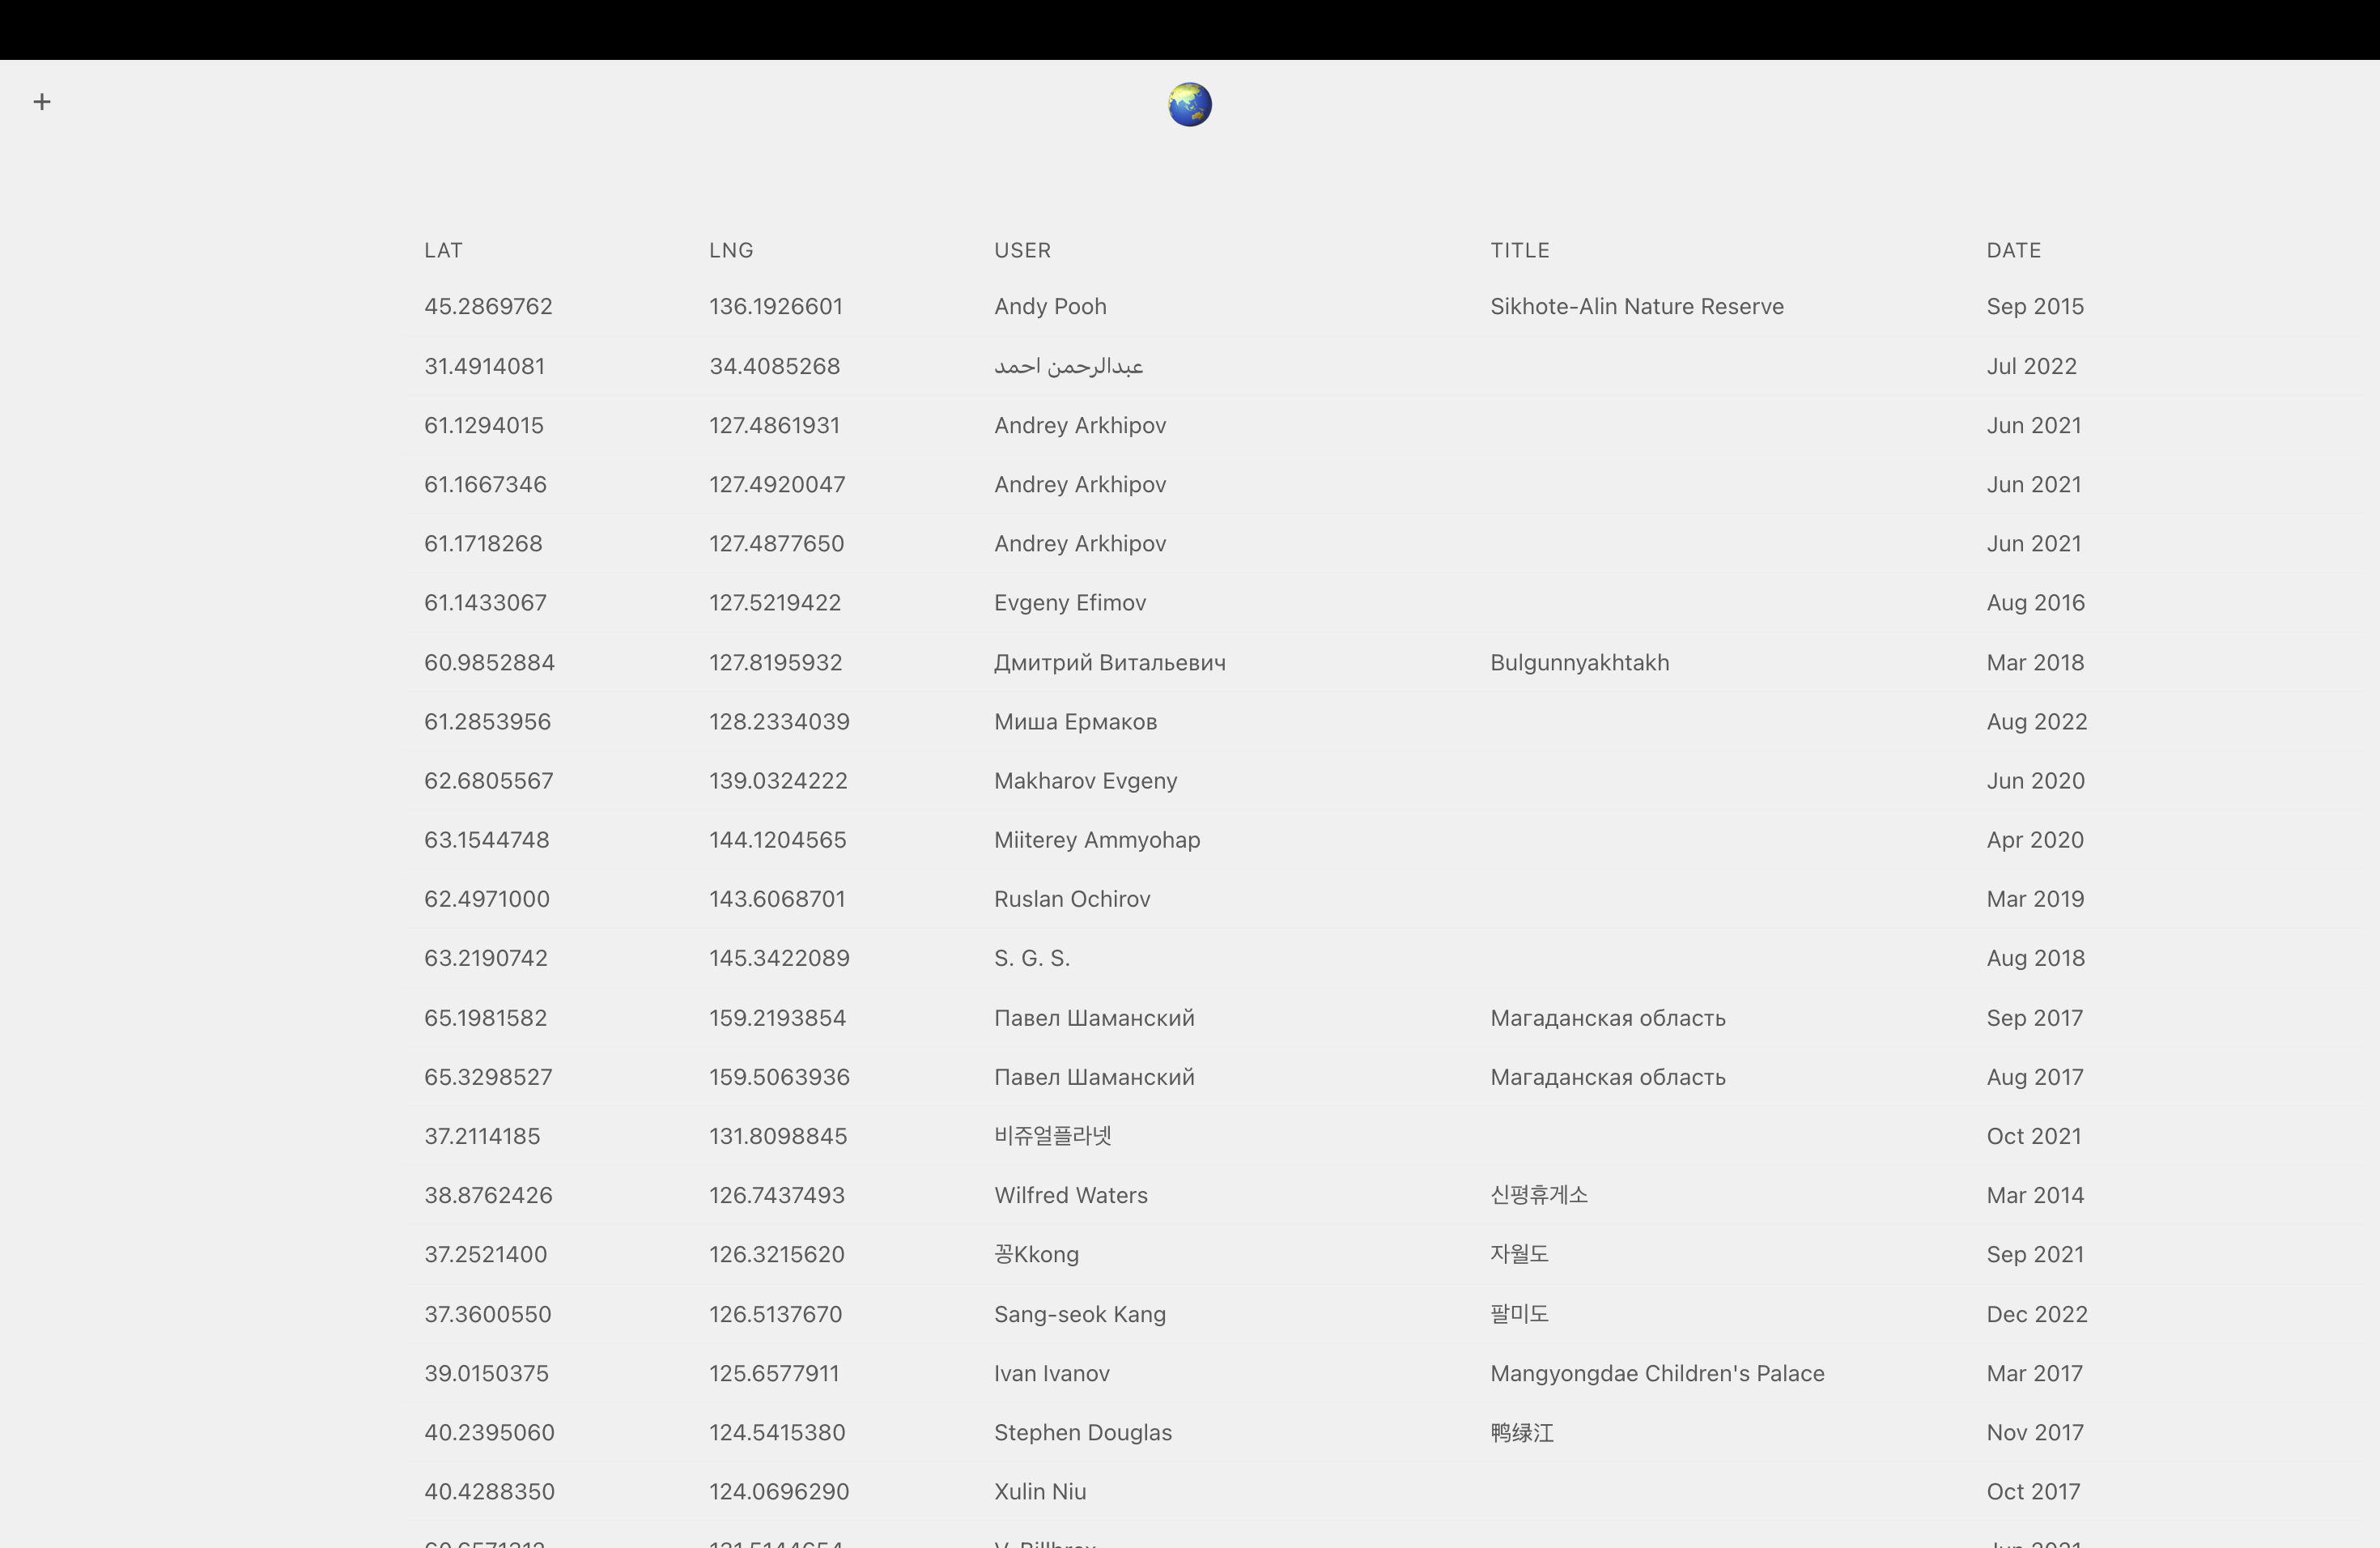 +
LAT LNG USER TITLE DATE
45.2869762 136.1926601 Andy Pooh Sikhote-Alin Nature Reserve Sep 2015
31.4914081 34.4085268 عبدالرحمن احمد Jul 2022
61.1294015 127.4861931 Andrey Arkhipov Jun 2021
61.1667346 127.4920047 Andrey Arkhipov Jun 2021
61.1718268 127.4877650 Andrey Arkhipov Jun 2021
61.1433067 127.5219422 Evgeny Efimov Aug 2016
60.9852884 127.8195932 Дмитрий Витальевич Bulgunnyakhtakh Mar 2018
61.2853956 128.2334039 Миша Ермаков Aug 2022
62.6805567 139.0324222 Makharov Evgeny Jun 2020
63.1544748 144.1204565 Miiterey Ammyohap Apr 2020
62.4971000 143.6068701 Ruslan Ochirov Mar 2019
63.2190742 145.3422089 S. G. S. Aug 2018
65.1981582 159.2193854 Павел Шаманский Магаданская область Sep 2017
65.3298527 159.5063936 Павел Шаманский Магаданская область Aug 2017
37.2114185 131.8098845 비쥬얼플라넷 Oct 2021
38.8762426 126.7437493 Wilfred Waters 신평휴게소 Mar 2014
37.2521400 126.3215620 꽁Kkong 자월도 Sep 2021
37.3600550 126.5137670 Sang-seok Kang 팔미도 Dec 2022
39.0150375 125.6577911 Ivan Ivanov Mangyongdae Children's Palace Mar 2017
40.2395060 124.5415380 Stephen Douglas 鸭绿江 Nov 2017
40.4288350 124.0696290 Xulin Niu Oct 2017